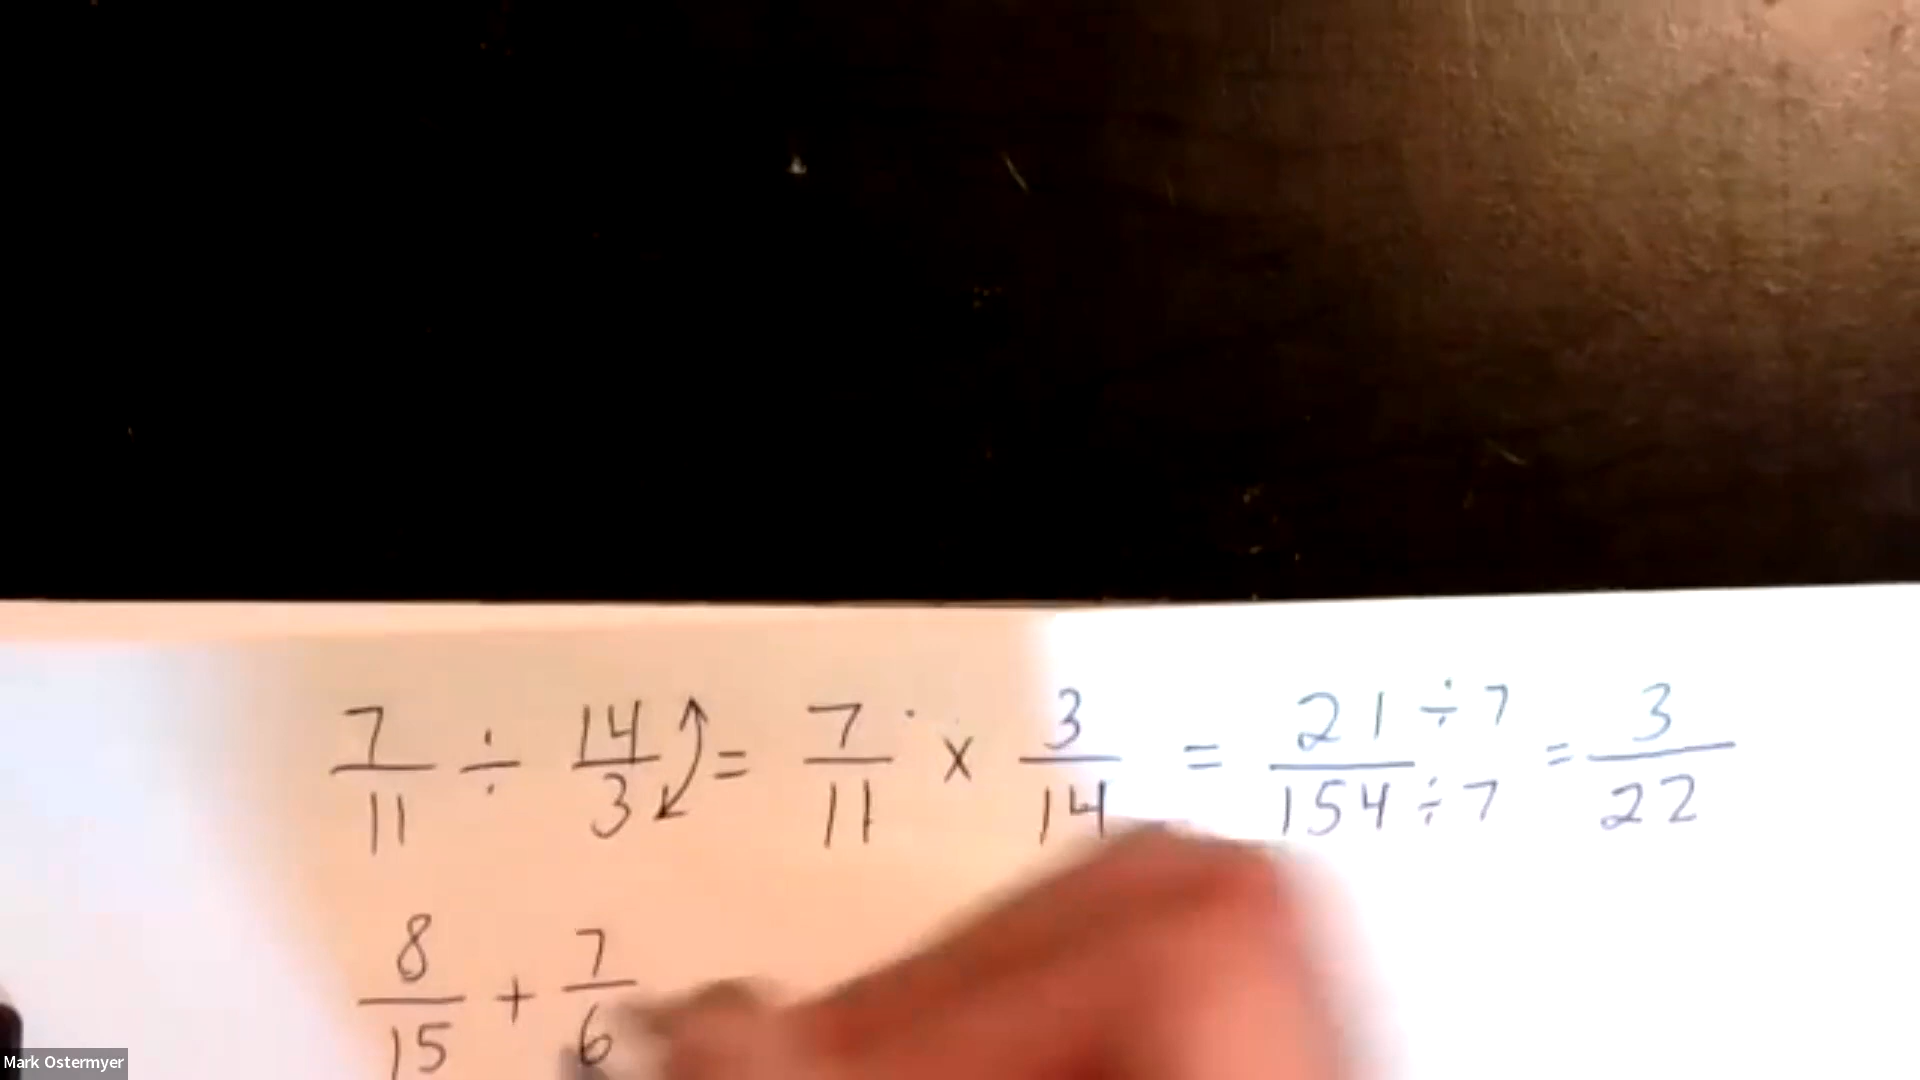 7/11 ÷ 14/3 = 7/11 x 3/14 = 21÷7/154÷7 = 3/22
8/15 + 7/6
Mark Ostermyer